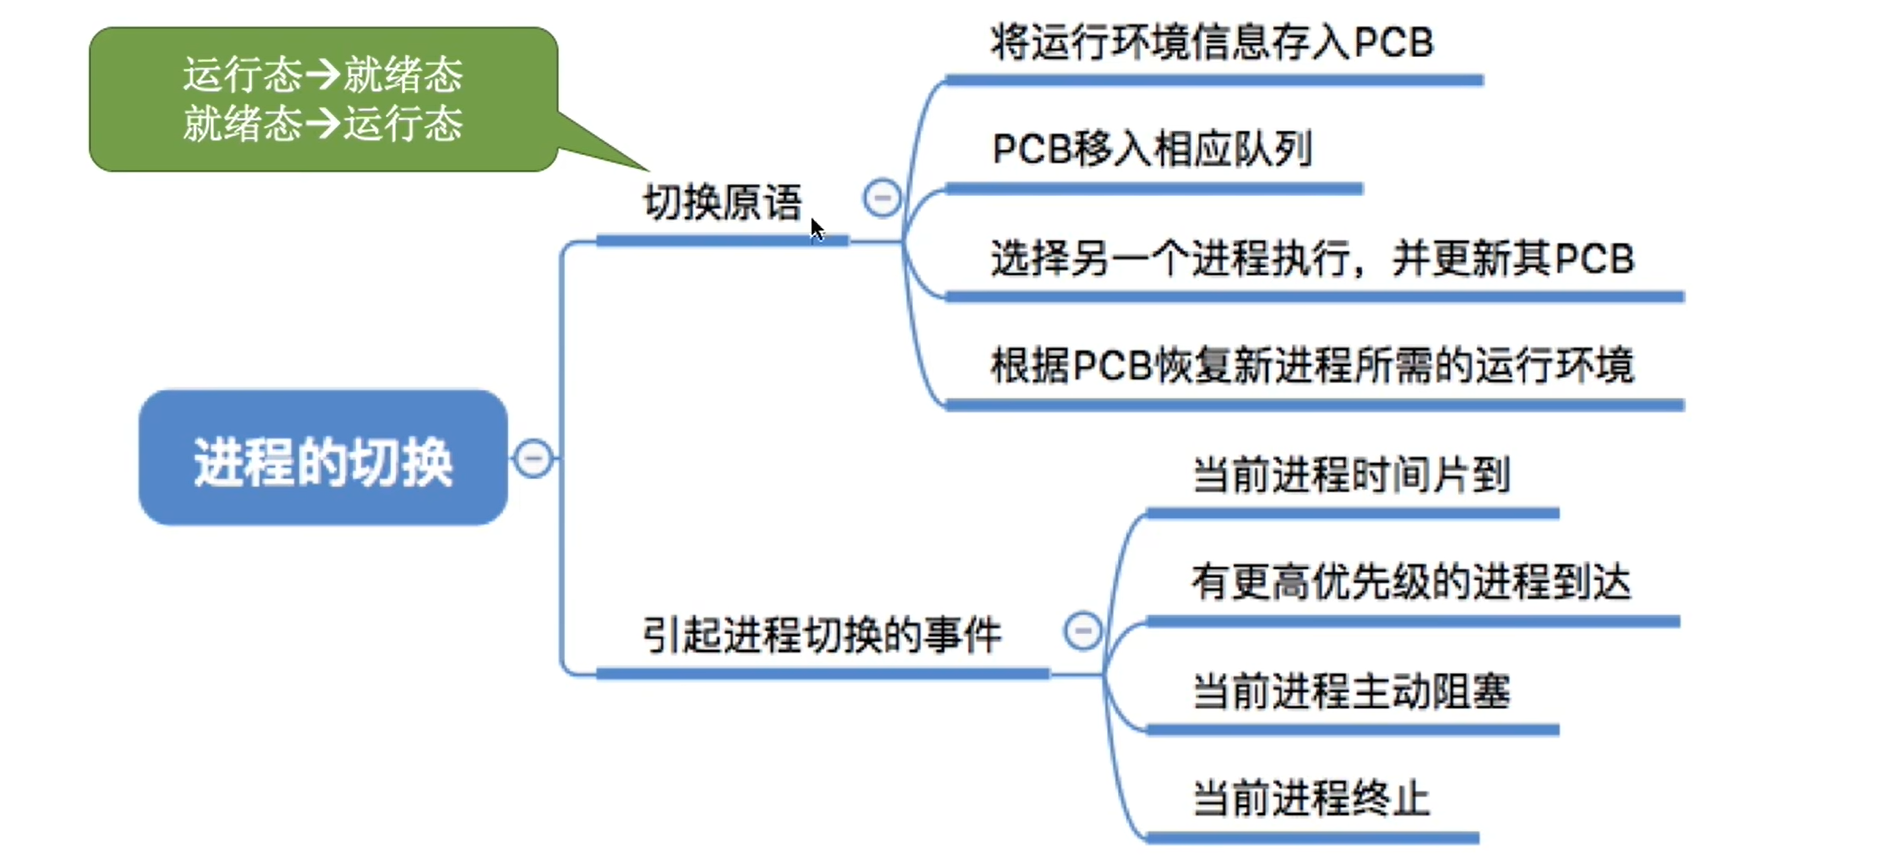 运行态→就绪态
就绪态→运行态
将运行环境信息存入PCB
PCB移入相应队列
切换原语
选择另一个进程执行，并更新其PCB
根据PCB恢复新进程所需的运行环境
进程的切换
当前进程时间片到
有更高优先级的进程到达
引起进程切换的事件
当前进程主动阻塞
当前进程终止